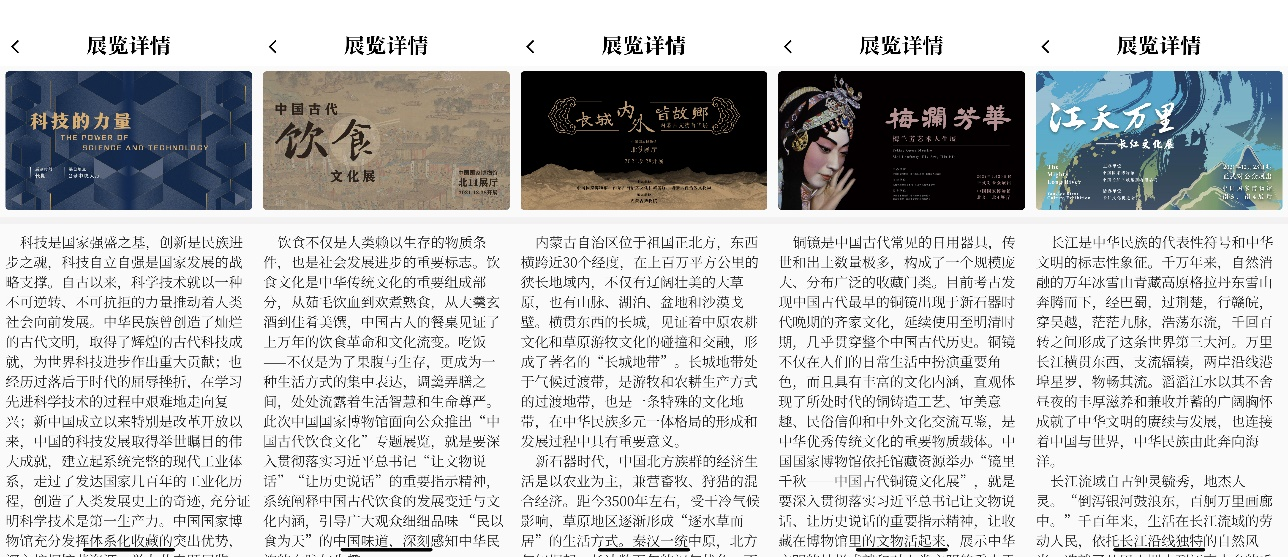 展览详情
科技的力量
THE POWER OF
SCIENCE AND TECHNOLOGY
科技是国家强盛之基，创新是民族进
步之魂，科技自立自强是国家发展的战
略支撑。自古以来，科学技术就以一种
不可逆转、不可抗拒的力量推动着人类
社会向前发展。中华民族曾创造了灿烂
的古代文明，取得了辉煌的古代科技成
就，为世界科技进步作出重大贡献；也
经历过落后于时代的屈辱挫折，在学习
先进科学技术的过程中艰难地走向复
兴；新中国成立以来特别是改革开放以
来，中国的科技发展取得举世瞩目的伟
大成就，建立起系统完整的现代工业体
系，走过了发达国家几百年的工业化历
程，创造了人类发展史上的奇迹, 充分证
明科学技术是第一生产力。中国国家博
物馆充分发挥体系化收藏的突出优势，
展览详情
中国古代
饮食
文化展
中国国家博物馆
北11展厅
饮食不仅是人类赖以生存的物质条
件，也是社会发展进步的重要标志。饮
食文化是中华传统文化的重要组成部
分，从茹毛饮血到欢煮熟食，从大羹玄
酒到佳肴美馔，中国古人的餐桌见证了
上万年的饮食革命和文化流变。吃饭
——不仅是为了果腹与生存，更成为一
种生活方式的集中表达，调羹弄膳之
间，处处流露着生活智慧和生命尊严。
此次中国国家博物馆面向公众推出“中
国古代饮食文化”专题展览，就是要深
入贯彻落实习近平总书记“让文物说
话”“让历史说话”的重要指示精神，
系统阐释中国古代饮食的发展变迁与文
化内涵，引导广大观众细细品味“民以
食为天”的中国味道、深刻感知中华民
展览详情
长城内外皆故乡
内蒙古自治区位于祖国正北方，东西
横跨近30个经度，在上百万平方公里的
狭长地域内，不仅有辽阔壮美的大草
原，也有山脉、湖泊、盆地和沙漠戈
壁。横贯东西的长城，见证着中原农耕
文化和草原游牧文化的碰撞和交融，形
成了著名的“长城地带”。长城地带处
于气候过渡带，是游牧和农耕生产方式
的过渡地带，也是一条特殊的文化地
带，在中华民族多元一体格局的形成和
发展过程中具有重要意义。
新石器时代，中国北方族群的经济生
活是以农业为主，兼营畜牧、狩猎的混
合经济。距今3500年左右，受干冷气候
影响，草原地区逐渐形成“逐水草而
居”的生活方式。秦汉一统中原，北方
展览详情
梅澜芳华
梅兰芳艺术人生展
铜镜是中国古代常见的日用器具，传
世和出土数量极多，构成了一个规模庞
大、分布广泛的收藏门类。目前考古发
现中国古代最早的铜镜出现于新石器时
代晚期的齐家文化，延续使用至明清时
期，几乎贯穿整个中国古代历史。铜镜
不仅在人们的日常生活中扮演重要角
色，而且具有丰富的文化内涵，直观体
现了所处时代的铜铸造工艺、审美意
趣、民俗信仰和中外文化交流互鉴，是
中华优秀传统文化的重要物质载体。中
国国家博物馆依托馆藏资源举办“镜里
千秋——中国古代铜镜文化展”，就是
要深入贯彻落实习近平总书记让文物说
话、让历史说话的重要指示精神，让收
藏在博物馆里的文物活起来，展示中华
展览详情
江天万里
——长江文化展
长江是中华民族的代表性符号和中华
文明的标志性象征。千万年来，自然消
融的万年冰雪山青藏高原格拉丹东雪山
奔腾而下，经巴蜀，过荆楚，行赣皖，
穿吴越，茫茫九脉，浩荡东流，千回百
转之间形成了这条世界第三大河。万里
长江横贯东西，支流辐辏，两岸沿线港
埠星罗，物畅其流。滔滔江水以其不舍
昼夜的丰厚滋养和兼收并蓄的广阔胸怀
成就了中华文明的赓续与发展，也连接
着中国与世界，中华民族由此奔向海
洋。
长江流域自古钟灵毓秀，地杰人
灵。“倒泻银河鼓浪东，百舸万里画廊
中。”千百年来，生活在长江流域的劳
动人民，依托长江沿线独特的自然风